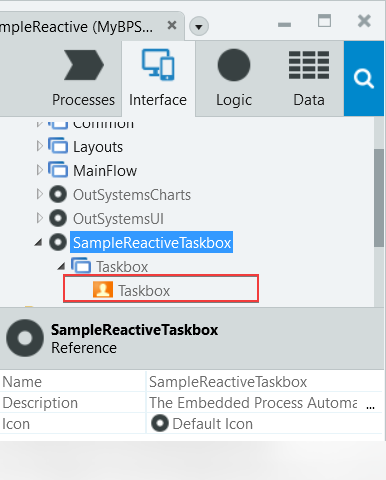 mpleReactive (MyBPS...
Processes
Interface
Logic
Data
Common
Layouts
MainFlow
OutSystemsCharts
OutSystemsUI
SampleReactiveTaskbox
Taskbox
Taskbox
SampleReactiveTaskbox
Reference
Name SampleReactiveTaskbox
Description The Embedded Process Automa ...
Icon Default Icon